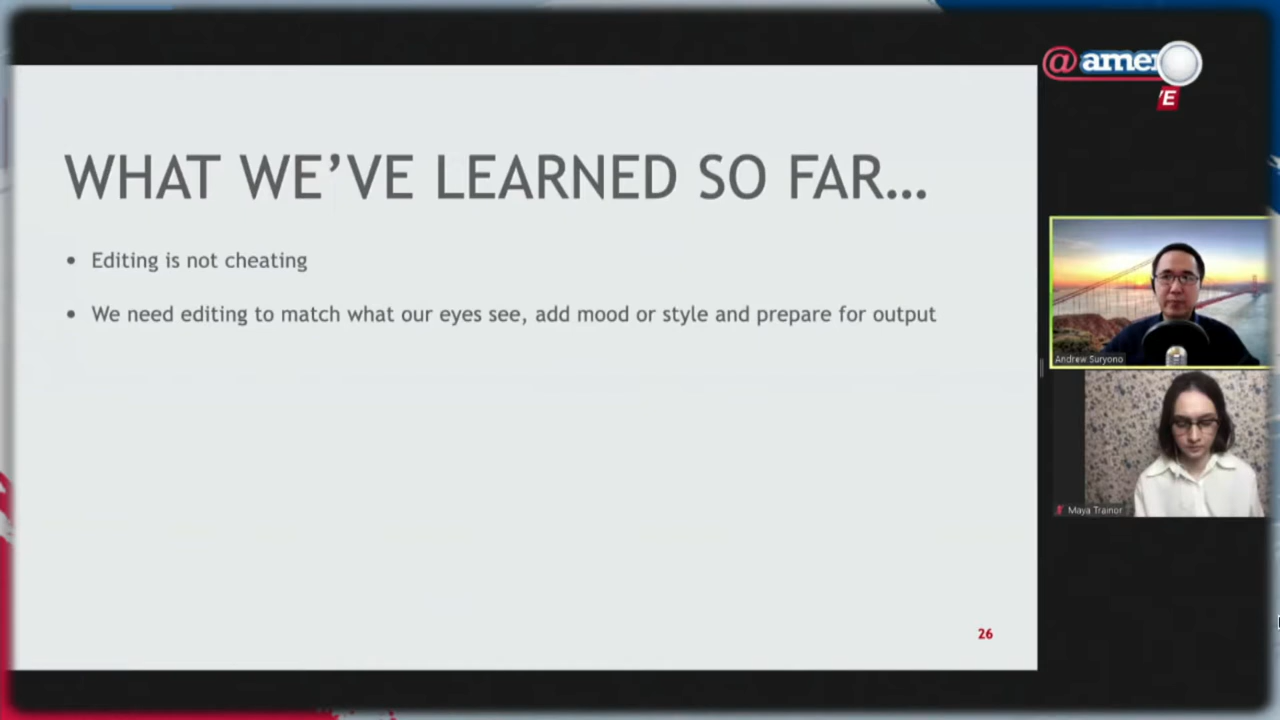 WHAT WE'VE LEARNED SO FAR...
• Editing is not cheating
• We need editing to match what our eyes see, add mood or style and prepare for output
26
@amer
Andrew Suryono
Maya Trainor